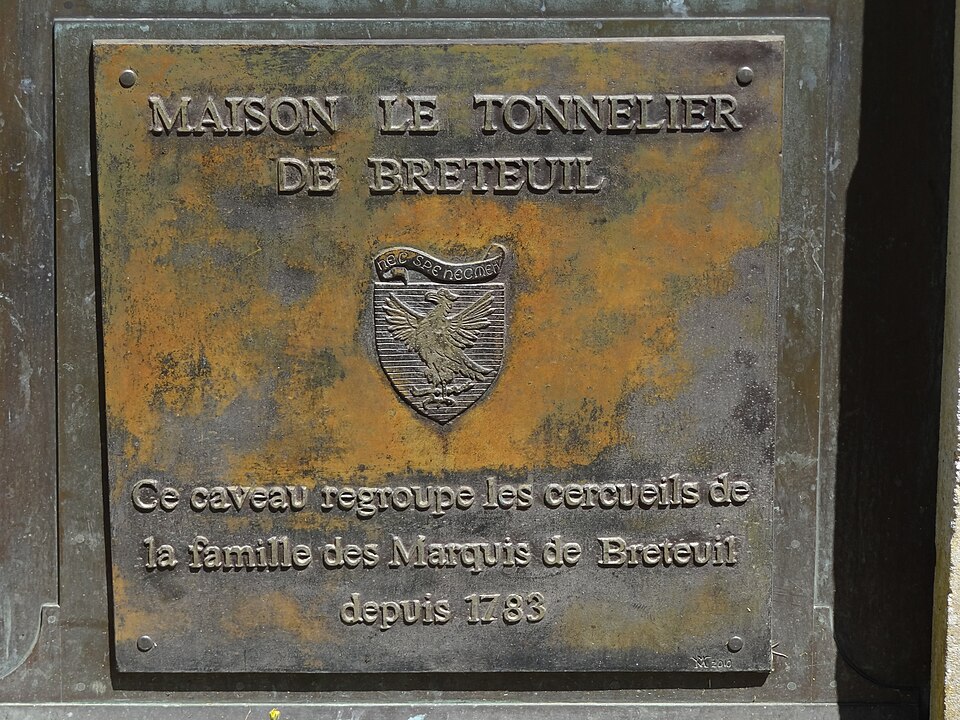 MAISON LE TONNELIER
DE BRETEUIL
NEC SPE NEC METU
Ce caveau regroupe les cercueils de
la famille des Marquis de Breteuil
depuis 1783
2010